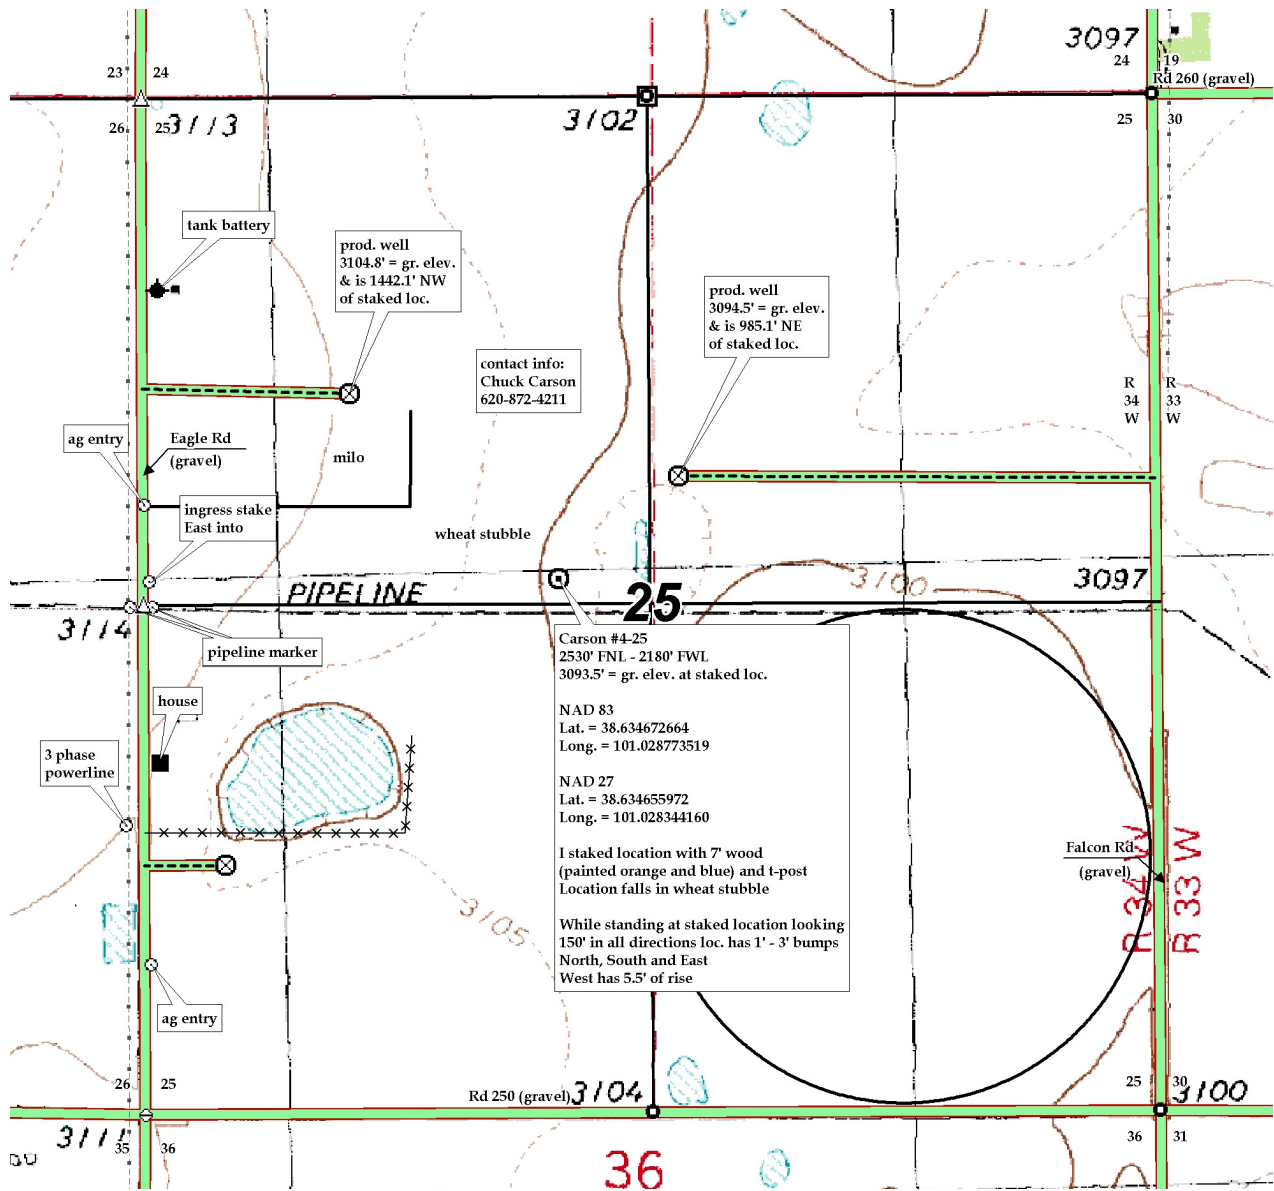 3097
23 24
24 19
Rd 260 (gravel)
26 25
3113
3102
25 30
tank battery
prod. well
3104.8' = gr. elev.
& is 1442.1' NW
of staked loc.
prod. well
3094.5' = gr. elev.
& is 985.1' NE
of staked loc.
contact info:
Chuck Carson
620-872-4211
R R
34 33
W W
ag entry
Eagle Rd
(gravel)
milo
ingress stake
East into
wheat stubble
PIPELINE
25
3100
3097
3114
pipeline marker
Carson #4-25
2530' FNL - 2180' FWL
3093.5' = gr. elev. at staked loc.
NAD 83
Lat. = 38.634672664
Long. = 101.028773519
NAD 27
Lat. = 38.634655972
Long. = 101.028344160
I staked location with 7' wood
(painted orange and blue) and t-post
Location falls in wheat stubble
While standing at staked location looking
150' in all directions loc. has 1' - 3' bumps
North, South and East
West has 5.5' of rise
house
3 phase
powerline
Falcon Rd
(gravel)
R 34 W
R 33 W
3105
ag entry
26 25
Rd 250 (gravel)
3104
25 30
3100
3111
35 36
36
36 31